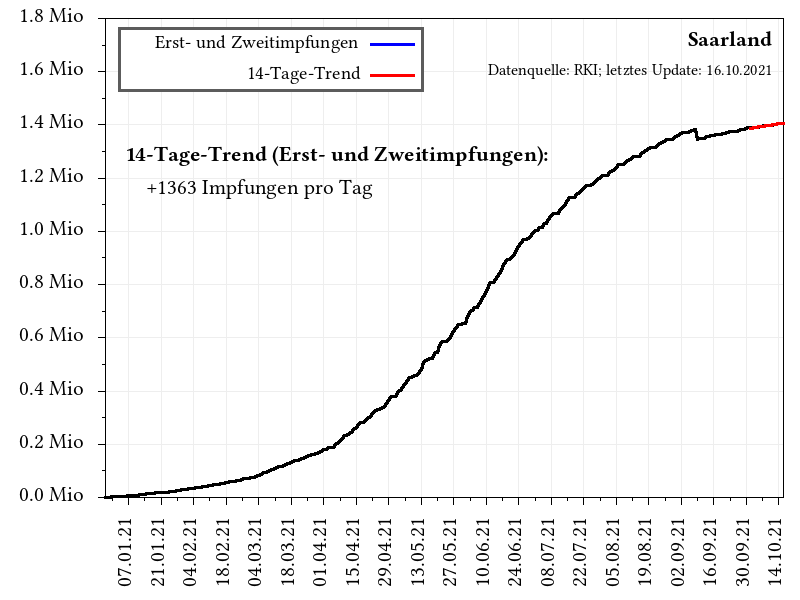 1.8 Mio
1.6 Mio
1.4 Mio
1.2 Mio
1.0 Mio
0.8 Mio
0.6 Mio
0.4 Mio
0.2 Mio
0.0 Mio
Erst- und Zweitimpfungen
14-Tage-Trend
Saarland
Datenquelle: RKI; letztes Update: 16.10.2021
14-Tage-Trend (Erst- und Zweitimpfungen):
+1363 Impfungen pro Tag
07.01.21
21.01.21
04.02.21
18.02.21
04.03.21
18.03.21
01.04.21
15.04.21
29.04.21
13.05.21
27.05.21
10.06.21
24.06.21
08.07.21
22.07.21
05.08.21
19.08.21
02.09.21
16.09.21
30.09.21
14.10.21